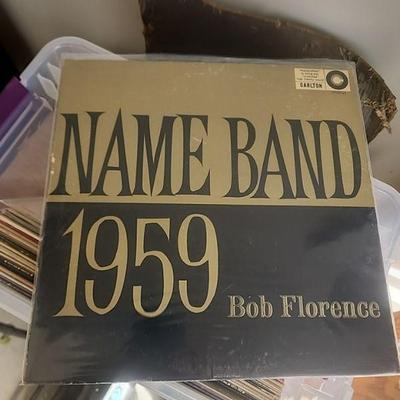 NAME BAND
1959
Bob Florence
CARLTON